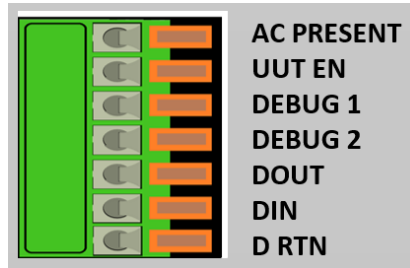 AC PRESENT
UUT EN
DEBUG 1
DEBUG 2
DOUT
DIN
D RTN